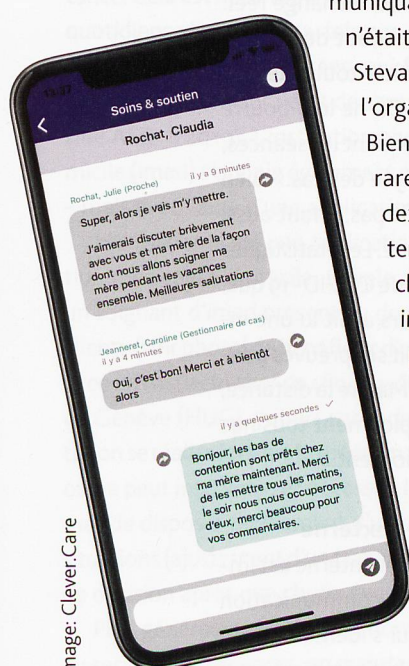 muniqua
n'était
Steva
l'orga
Bien
rare
de
te
c
i
13:37
Soins & soutien
i
Rochat, Claudia
Rochat, Julie (Proche)
il y a 9 minutes
Super, alors je vais m'y mettre.
J'aimerais discuter brièvement
avec vous et ma mère de la façon
dont nous allons soigner ma
mère pendant les vacances
ensemble. Meilleures salutations
Jeanneret, Caroline (Gestionnaire de cas)
il y a 4 minutes
Oui, c'est bon! Merci et à bientôt
alors
il y a quelques secondes
Bonjour, les bas de
contention sont prêts chez
ma mère maintenant. Merci
de les mettre tous les matins,
le soir nous nous occuperons
d'eux, merci beaucoup pour
vos commentaires.
mage: Clever.Care